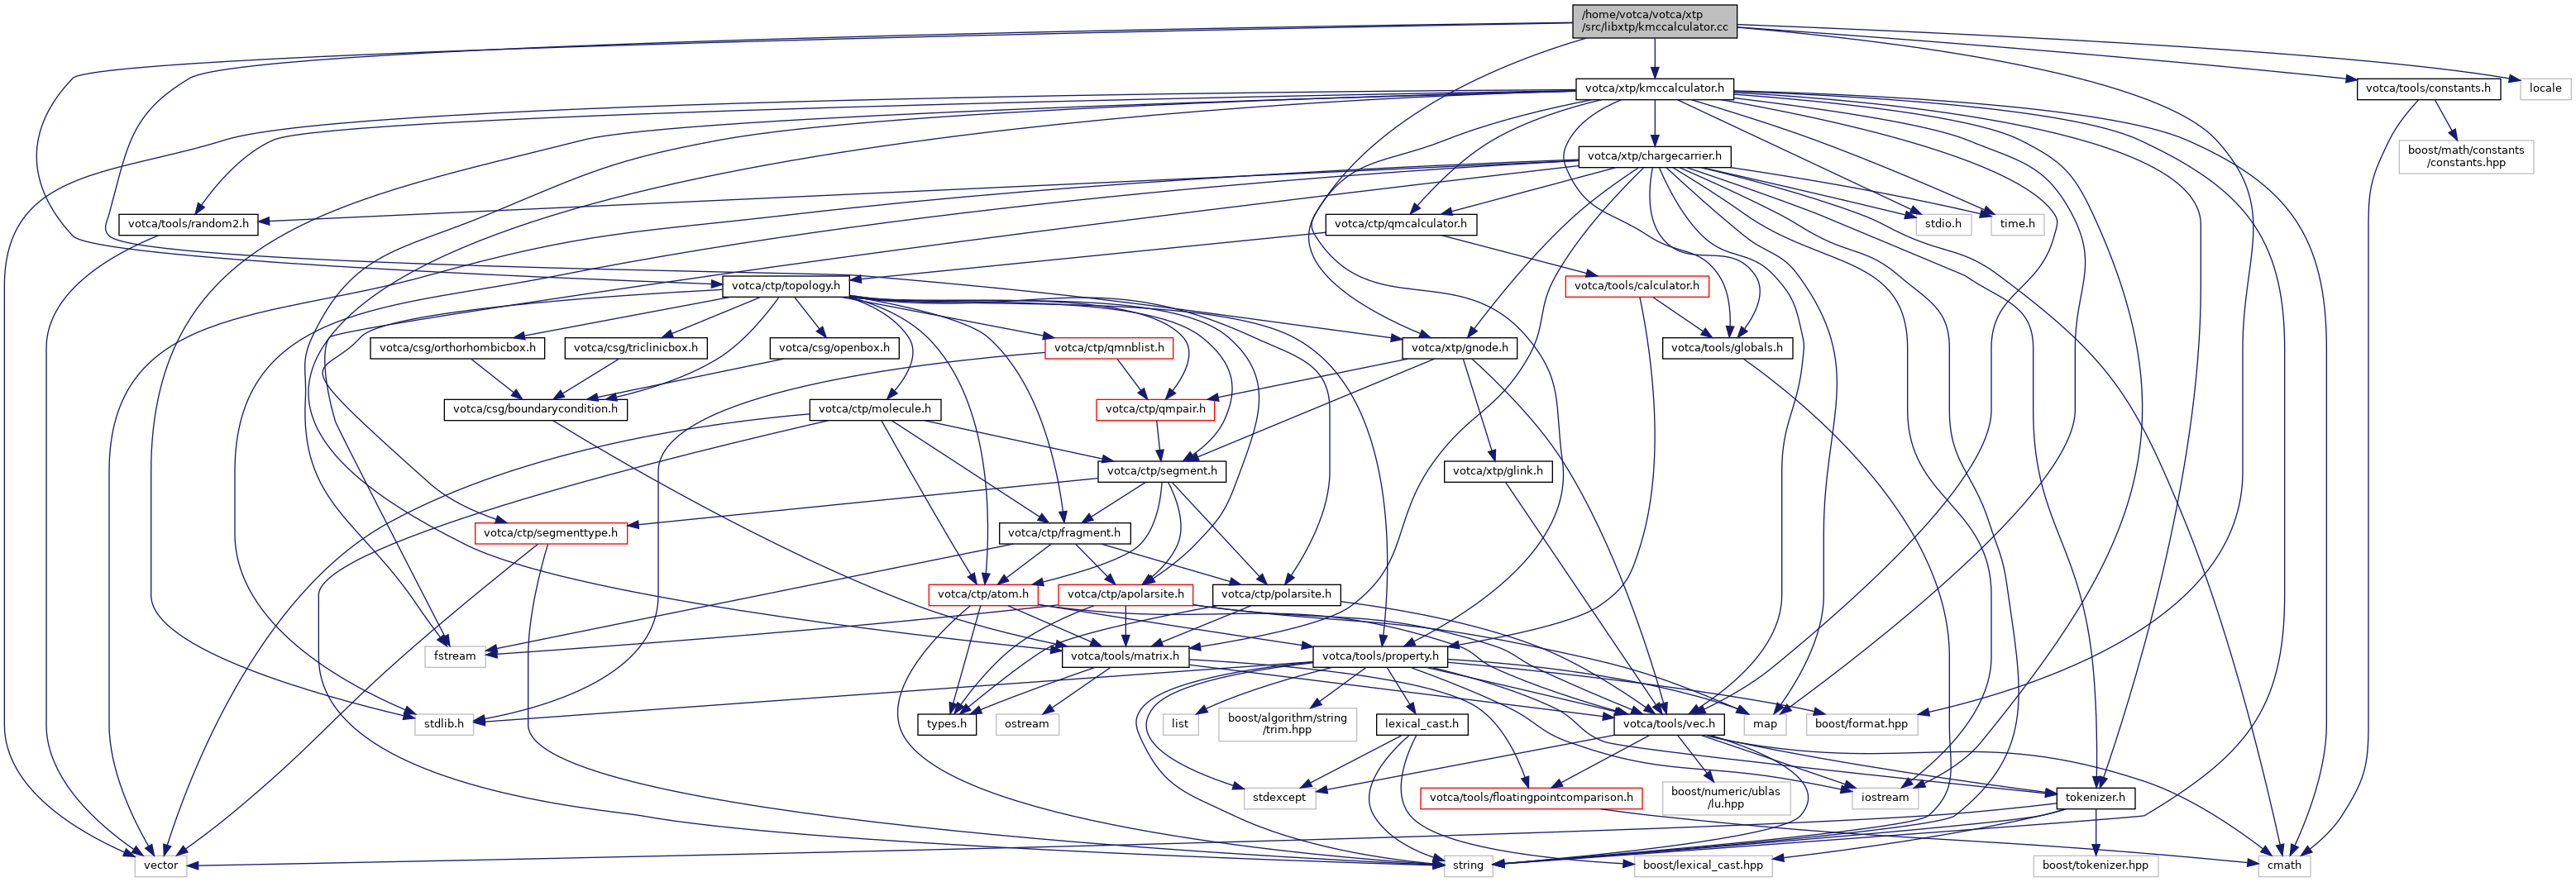 /home/votca/votca/xtp
/src/libxtp/kmccalculator.cc
votca/xtp/kmccalculator.h
votca/tools/constants.h
locale
votca/xtp/chargecarrier.h
boost/math/constants
/constants.hpp
votca/tools/random2.h
votca/ctp/qmcalculator.h
stdio.h
time.h
votca/ctp/topology.h
votca/tools/calculator.h
votca/csg/orthorhombicbox.h
votca/csg/triclinicbox.h
votca/csg/openbox.h
votca/ctp/qmnblist.h
votca/xtp/gnode.h
votca/tools/globals.h
votca/csg/boundarycondition.h
votca/ctp/molecule.h
votca/ctp/qmpair.h
votca/ctp/segment.h
votca/xtp/glink.h
votca/ctp/segmenttype.h
votca/ctp/fragment.h
votca/ctp/atom.h
votca/ctp/apolarsite.h
votca/ctp/polarsite.h
fstream
votca/tools/matrix.h
votca/tools/property.h
stdlib.h
types.h
ostream
list
boost/algorithm/string
/trim.hpp
lexical_cast.h
votca/tools/vec.h
map
boost/format.hpp
stdexcept
votca/tools/floatingpointcomparison.h
boost/numeric/ublas
/lu.hpp
iostream
tokenizer.h
vector
string
boost/lexical_cast.hpp
boost/tokenizer.hpp
cmath